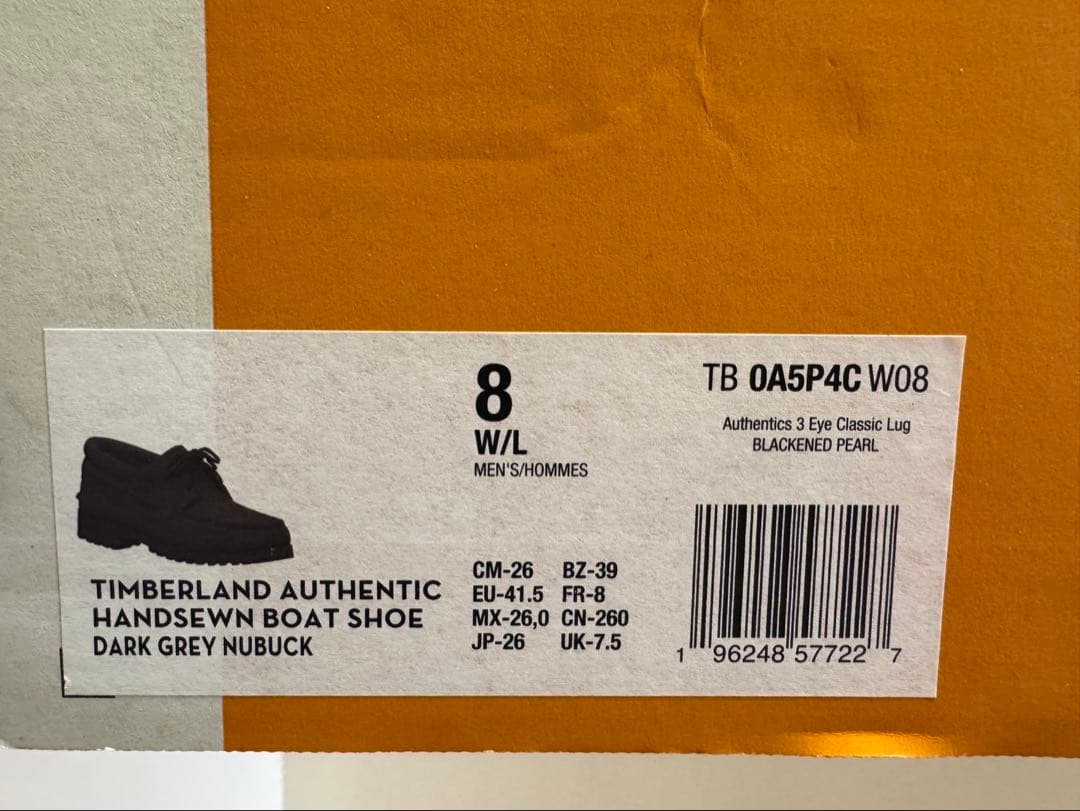 8
W/L
MEN'S/HOMMES
TB 0A5P4C W08
Authentics 3 Eye Classic Lug
BLACKENED PEARL
TIMBERLAND AUTHENTIC
HANDSEWN BOAT SHOE
DARK GREY NUBUCK
CM-26 BZ-39
EU-41.5 FR-8
MX-26,0 CN-260
JP-26 UK-7.5
1 96248 57722 7